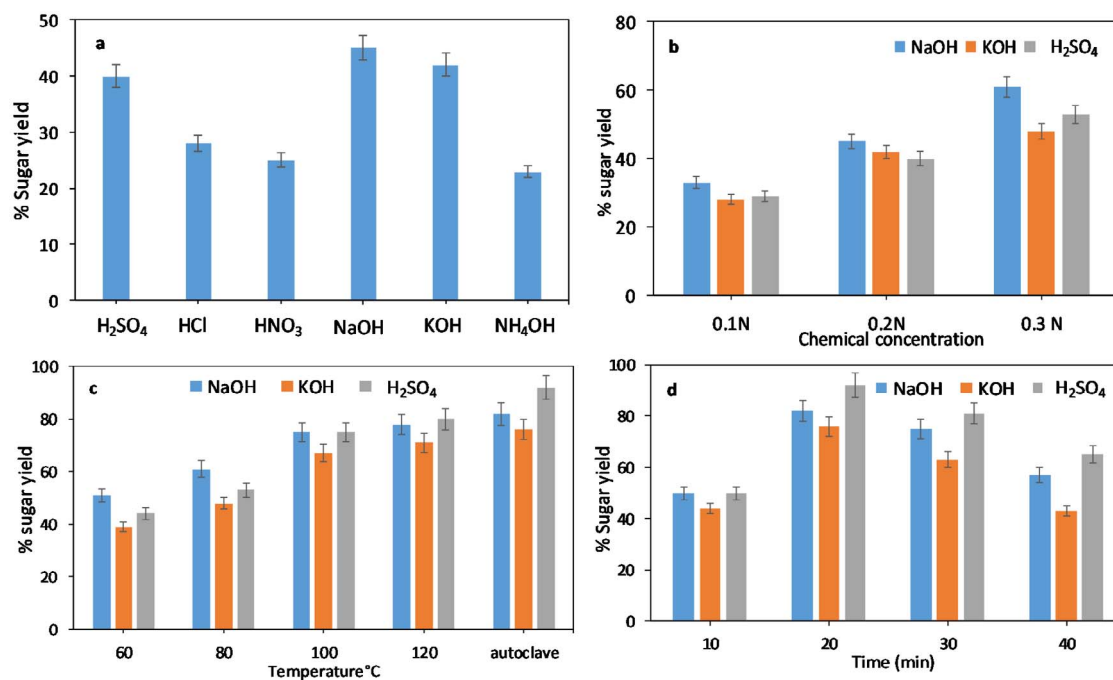 a
% Sugar yield
50
40
30
20
10
0
H₂SO₄ HCl HNO₃ NaOH KOH NH₄OH
b
NaOH KOH H₂SO₄
% sugar yield
80
60
40
20
0
0.1N 0.2N 0.3 N
Chemical concentration
c
NaOH KOH H₂SO₄
% sugar yield
100
80
60
40
20
0
60 80 100 120 autoclave
Temperature°C
d
NaOH KOH H₂SO₄
% Sugar yield
100
80
60
40
20
0
10 20 30 40
Time (min)